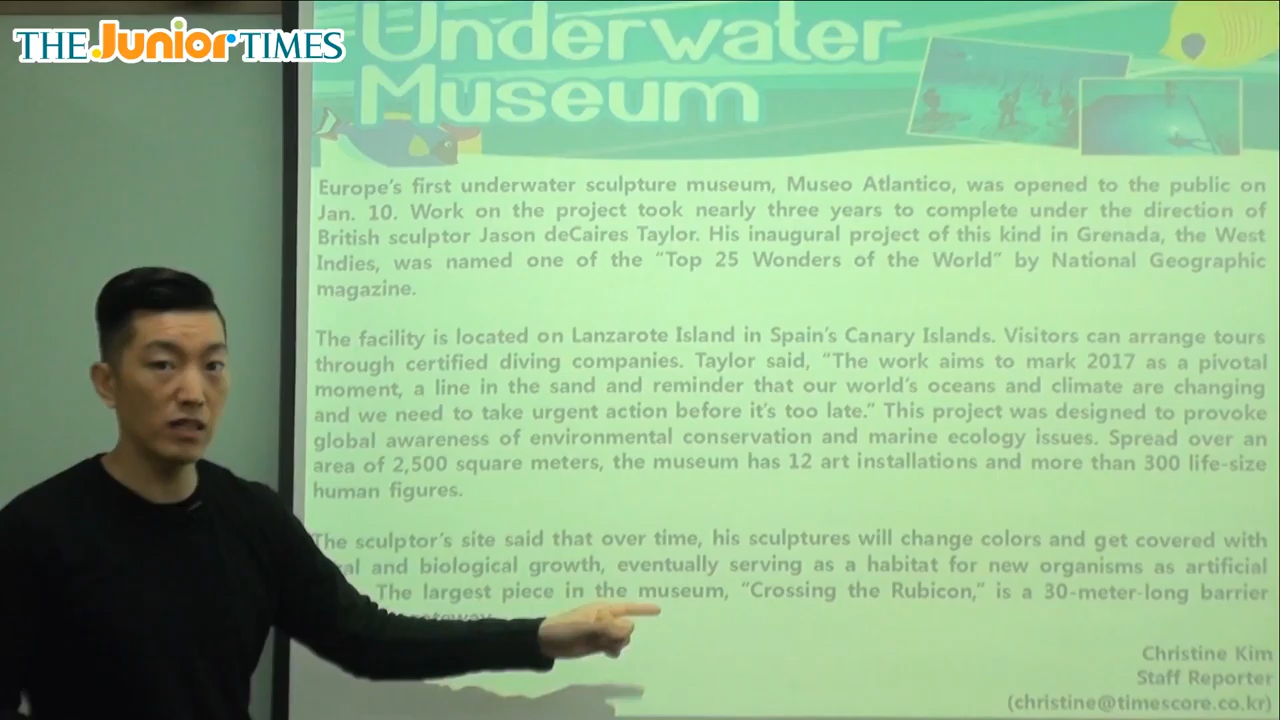 THE Junior TIMES
Underwater
Museum
Europe's first underwater sculpture museum, Museo Atlantico, was opened to the public on
Jan. 10. Work on the project took nearly three years to complete under the direction of
British sculptor Jason deCaires Taylor. His inaugural project of this kind in Grenada, the West
Indies, was named one of the "Top 25 Wonders of the World" by National Geographic
magazine.
The facility is located on Lanzarote Island in Spain's Canary Islands. Visitors can arrange tours
through certified diving companies. Taylor said, "The work aims to mark 2017 as a pivotal
moment, a line in the sand and reminder that our world's oceans and climate are changing
and we need to take urgent action before it's too late." This project was designed to provoke
global awareness of environmental conservation and marine ecology issues. Spread over an
area of 2,500 square meters, the museum has 12 art installations and more than 300 life-size
human figures.
The sculptor's site said that over time, his sculptures will change colors and get covered with
and biological growth, eventually serving as a habitat for new organisms as artificial
The largest piece in the museum, "Crossing the Rubicon," is a 30-meter-long barrier
Christine Kim
Staff Reporter
(christine@timescore.co.kr)